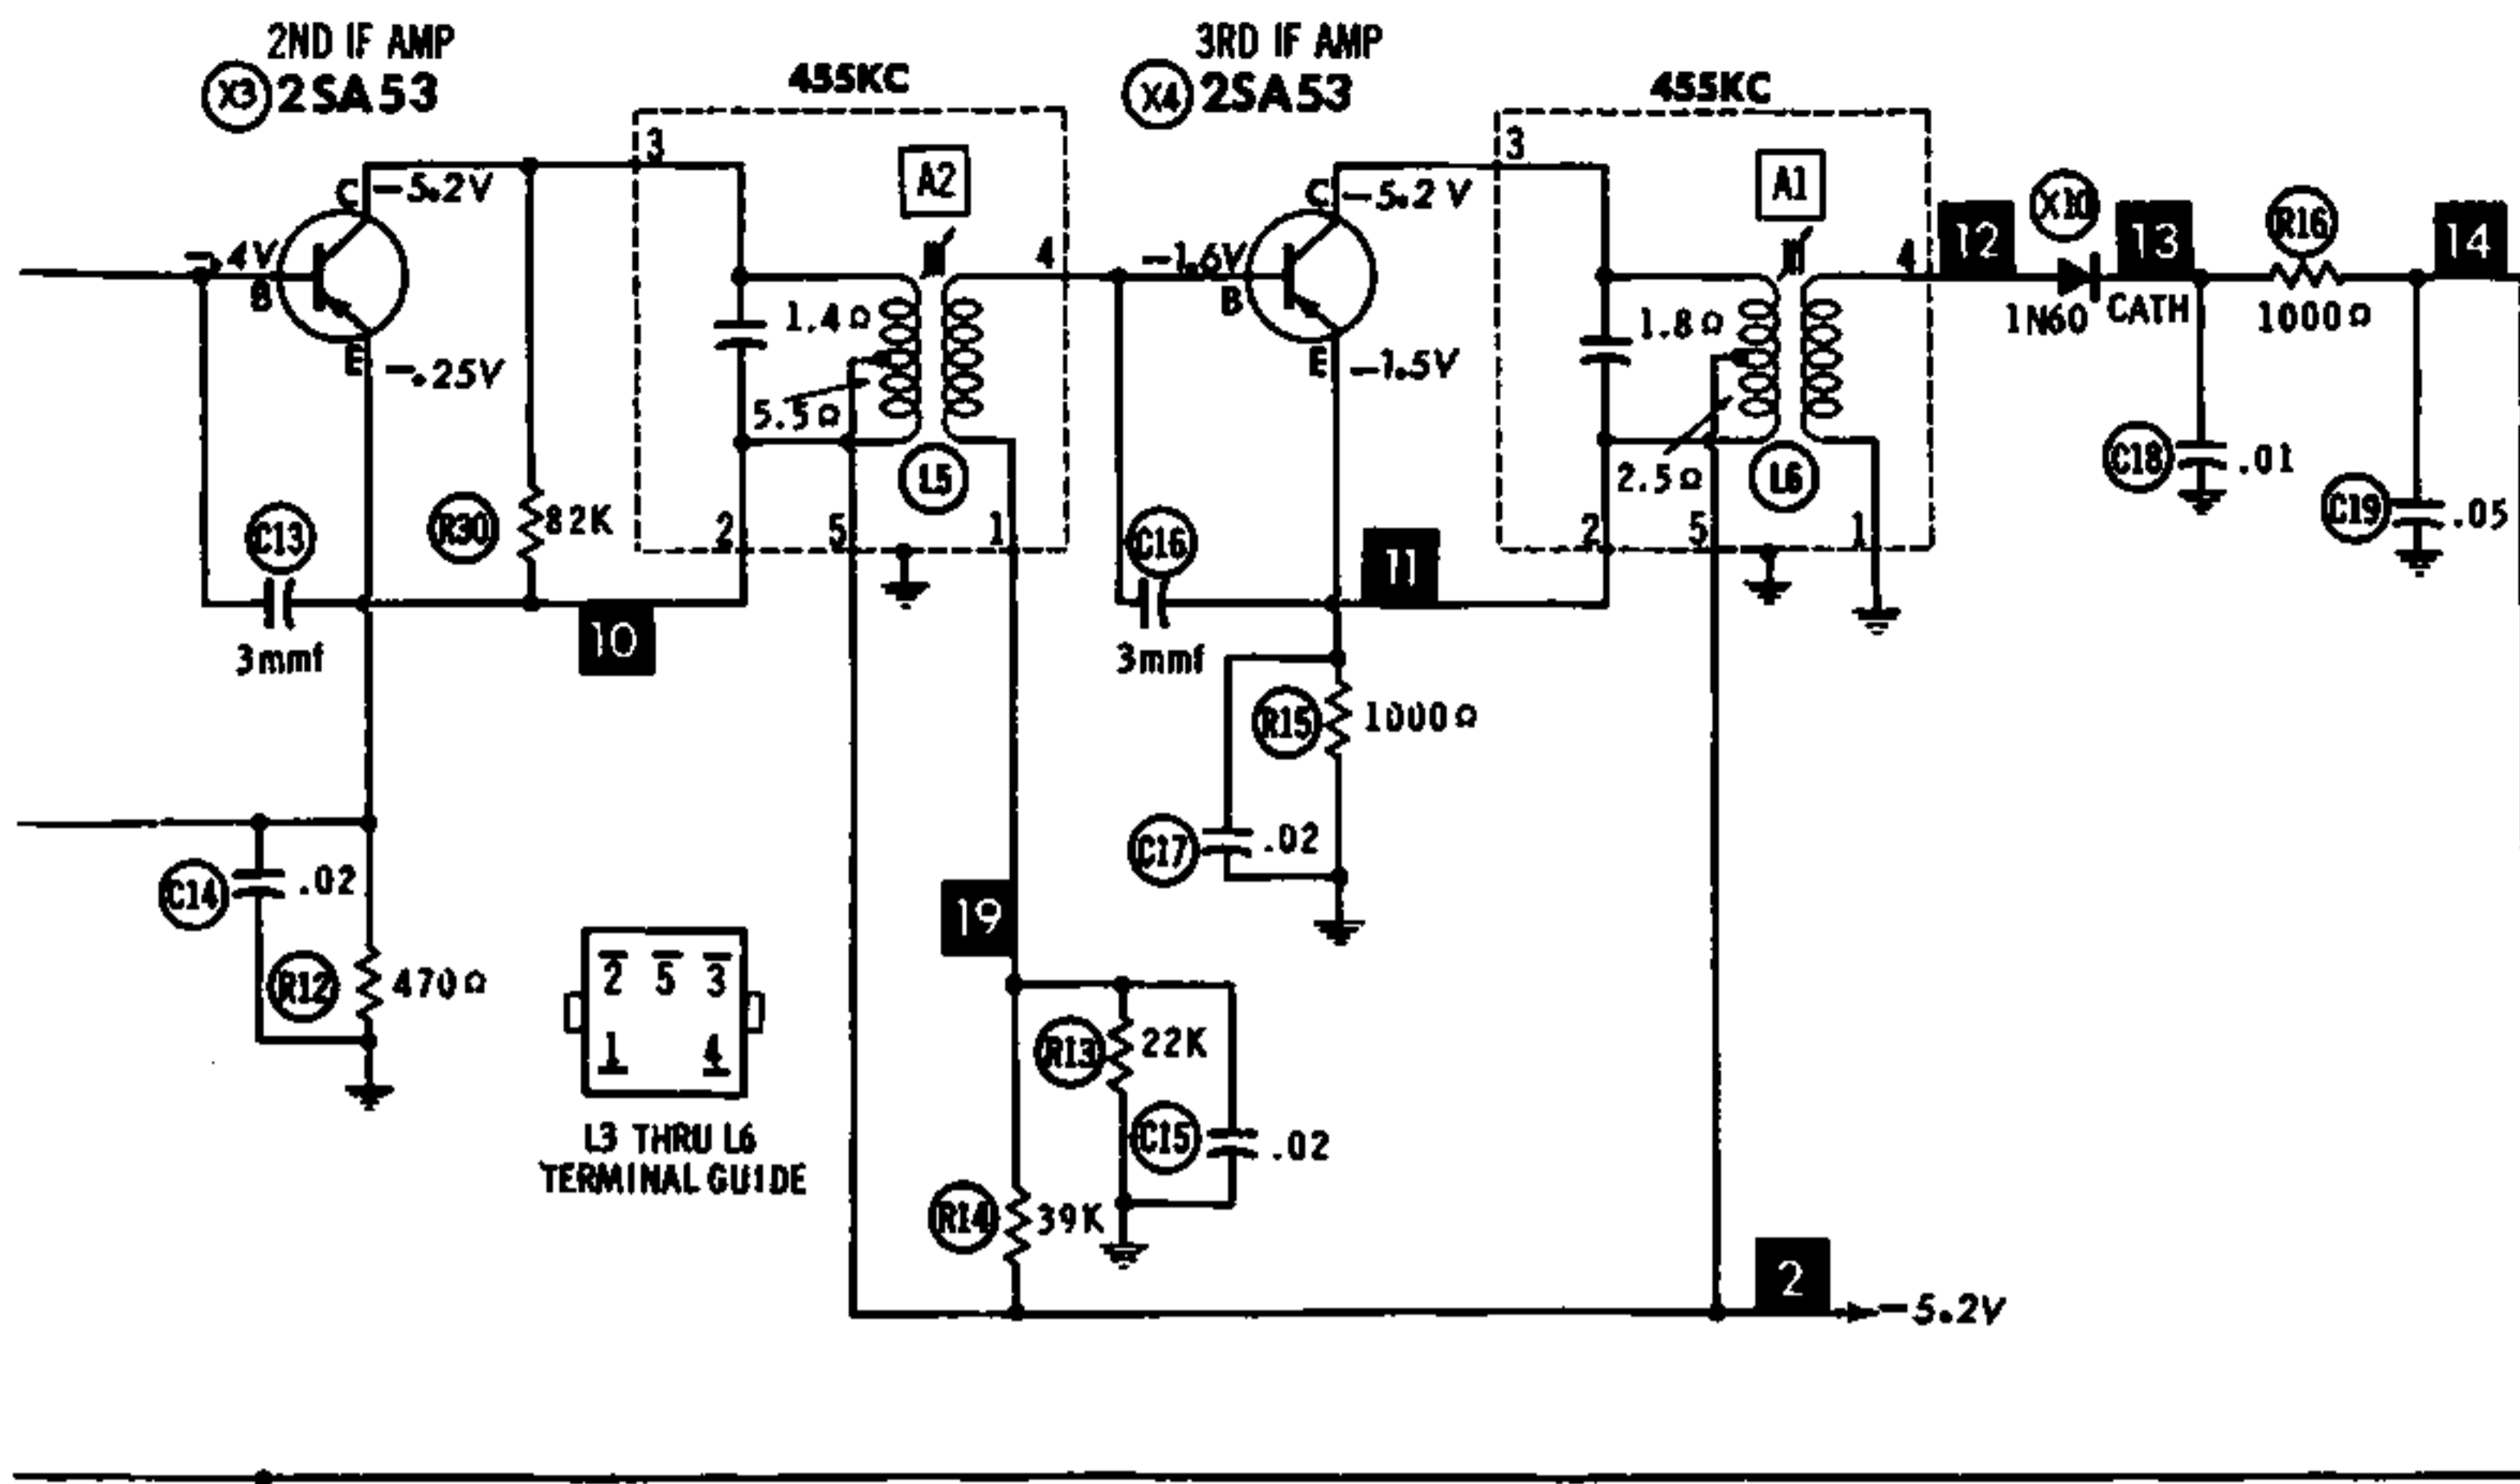 2ND IF AMP
X3 2SA53
455KC
3RD IF AMP
X4 2SA53
455KC
3
A2
C -5.2V
-.4V
B
E -.25V
1.4Ω
5.5Ω
4
L5
2
5
1
C13
3mmf
R30
82K
10
3
A1
C -5.2V
-1.6V
B
E -1.5V
1.8Ω
2.5Ω
4
L6
2
5
1
C16
3mmf
11
12
X10
1N60
13
CATH
R16
1000Ω
14
C18
.01
C19
.05
R15
1000Ω
C17
.02
C14
.02
R12
470Ω
19
2 5 3
1 4
L3 THRU L6
TERMINAL GUIDE
R13
22K
C15
.02
R14
39K
2
-5.2V